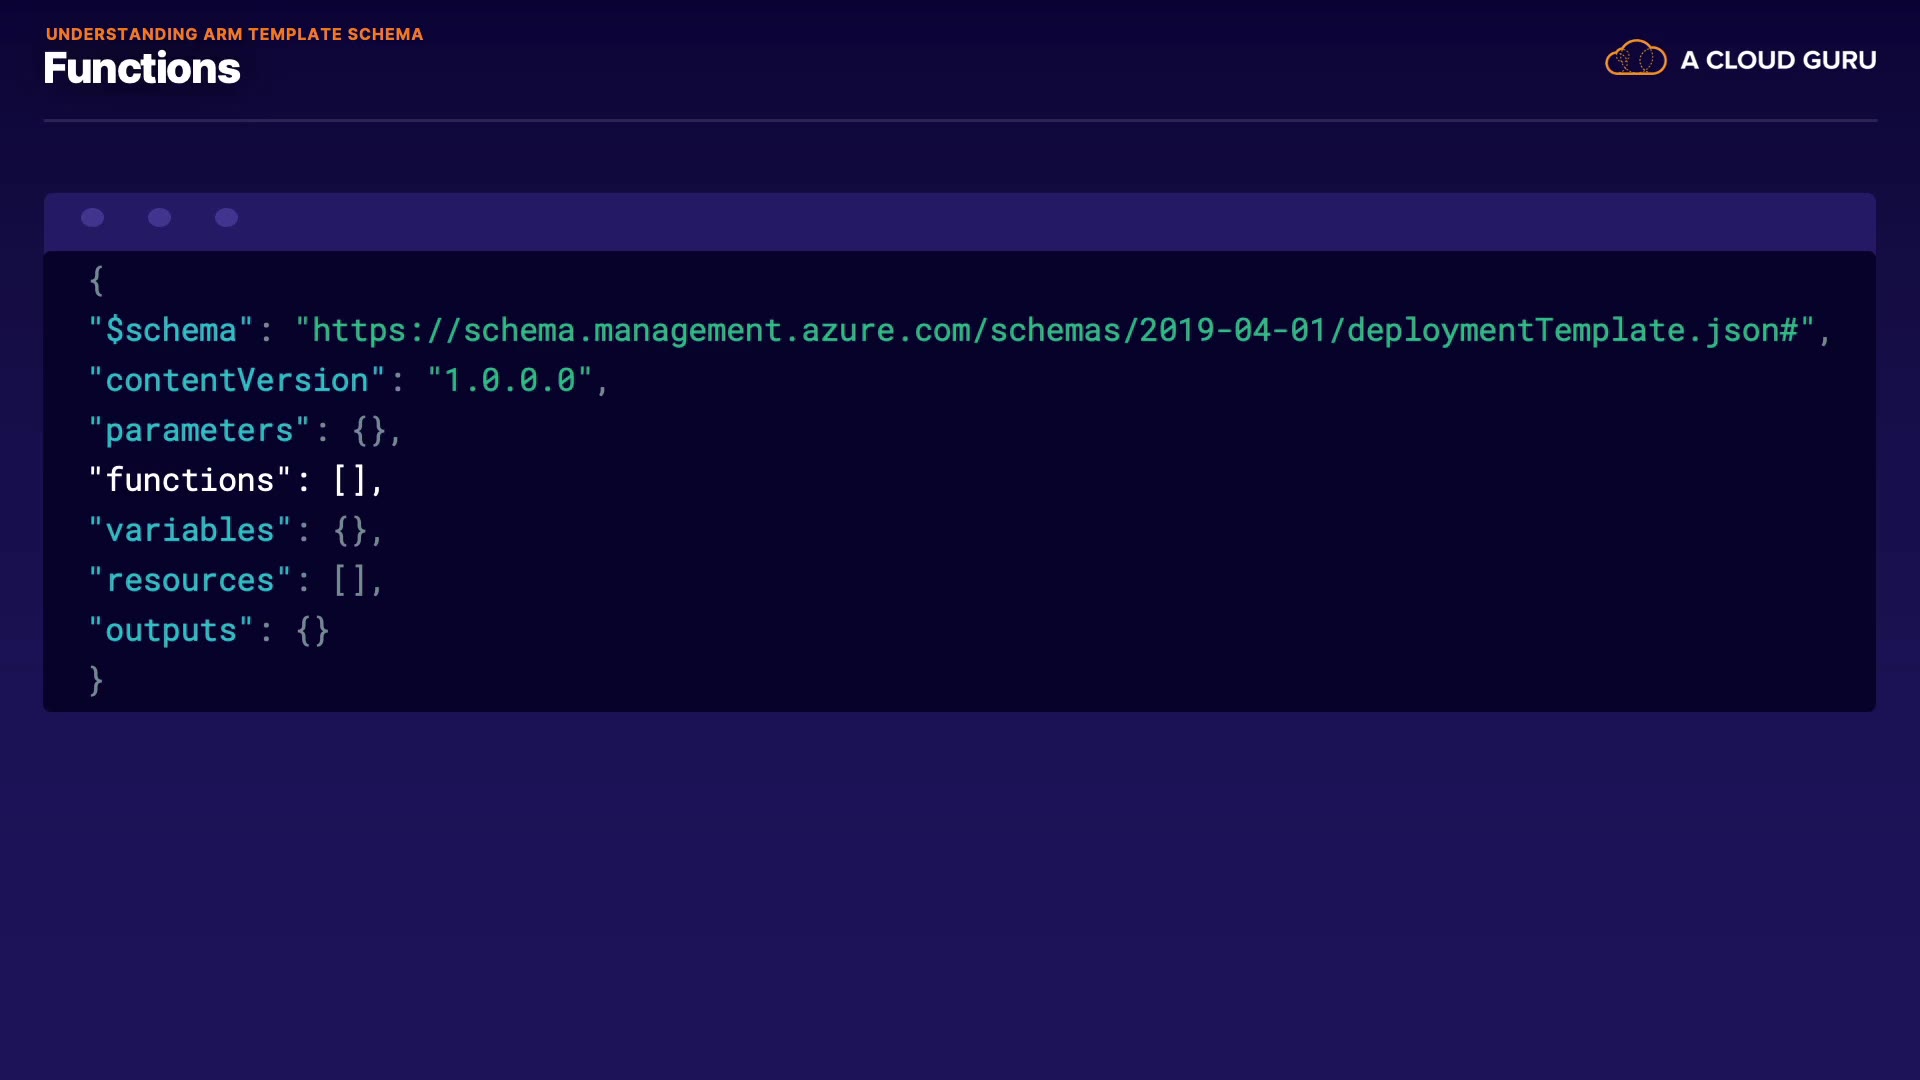 UNDERSTANDING ARM TEMPLATE SCHEMA
Functions
A CLOUD GURU
{
"$schema": "https://schema.management.azure.com/schemas/2019-04-01/deploymentTemplate.json#",
"contentVersion": "1.0.0.0",
"parameters": {},
"functions": [],
"variables": {},
"resources": [],
"outputs": {}
}